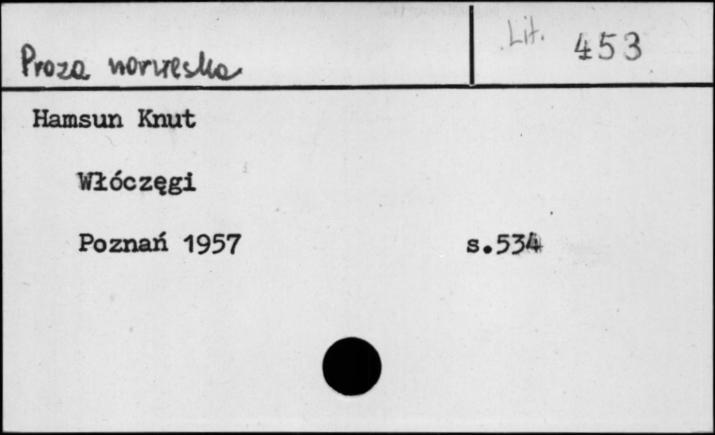 Proza norweska
Lit. 453
Hamsun Knut
Włóczęgi
Poznań 1957 s.534